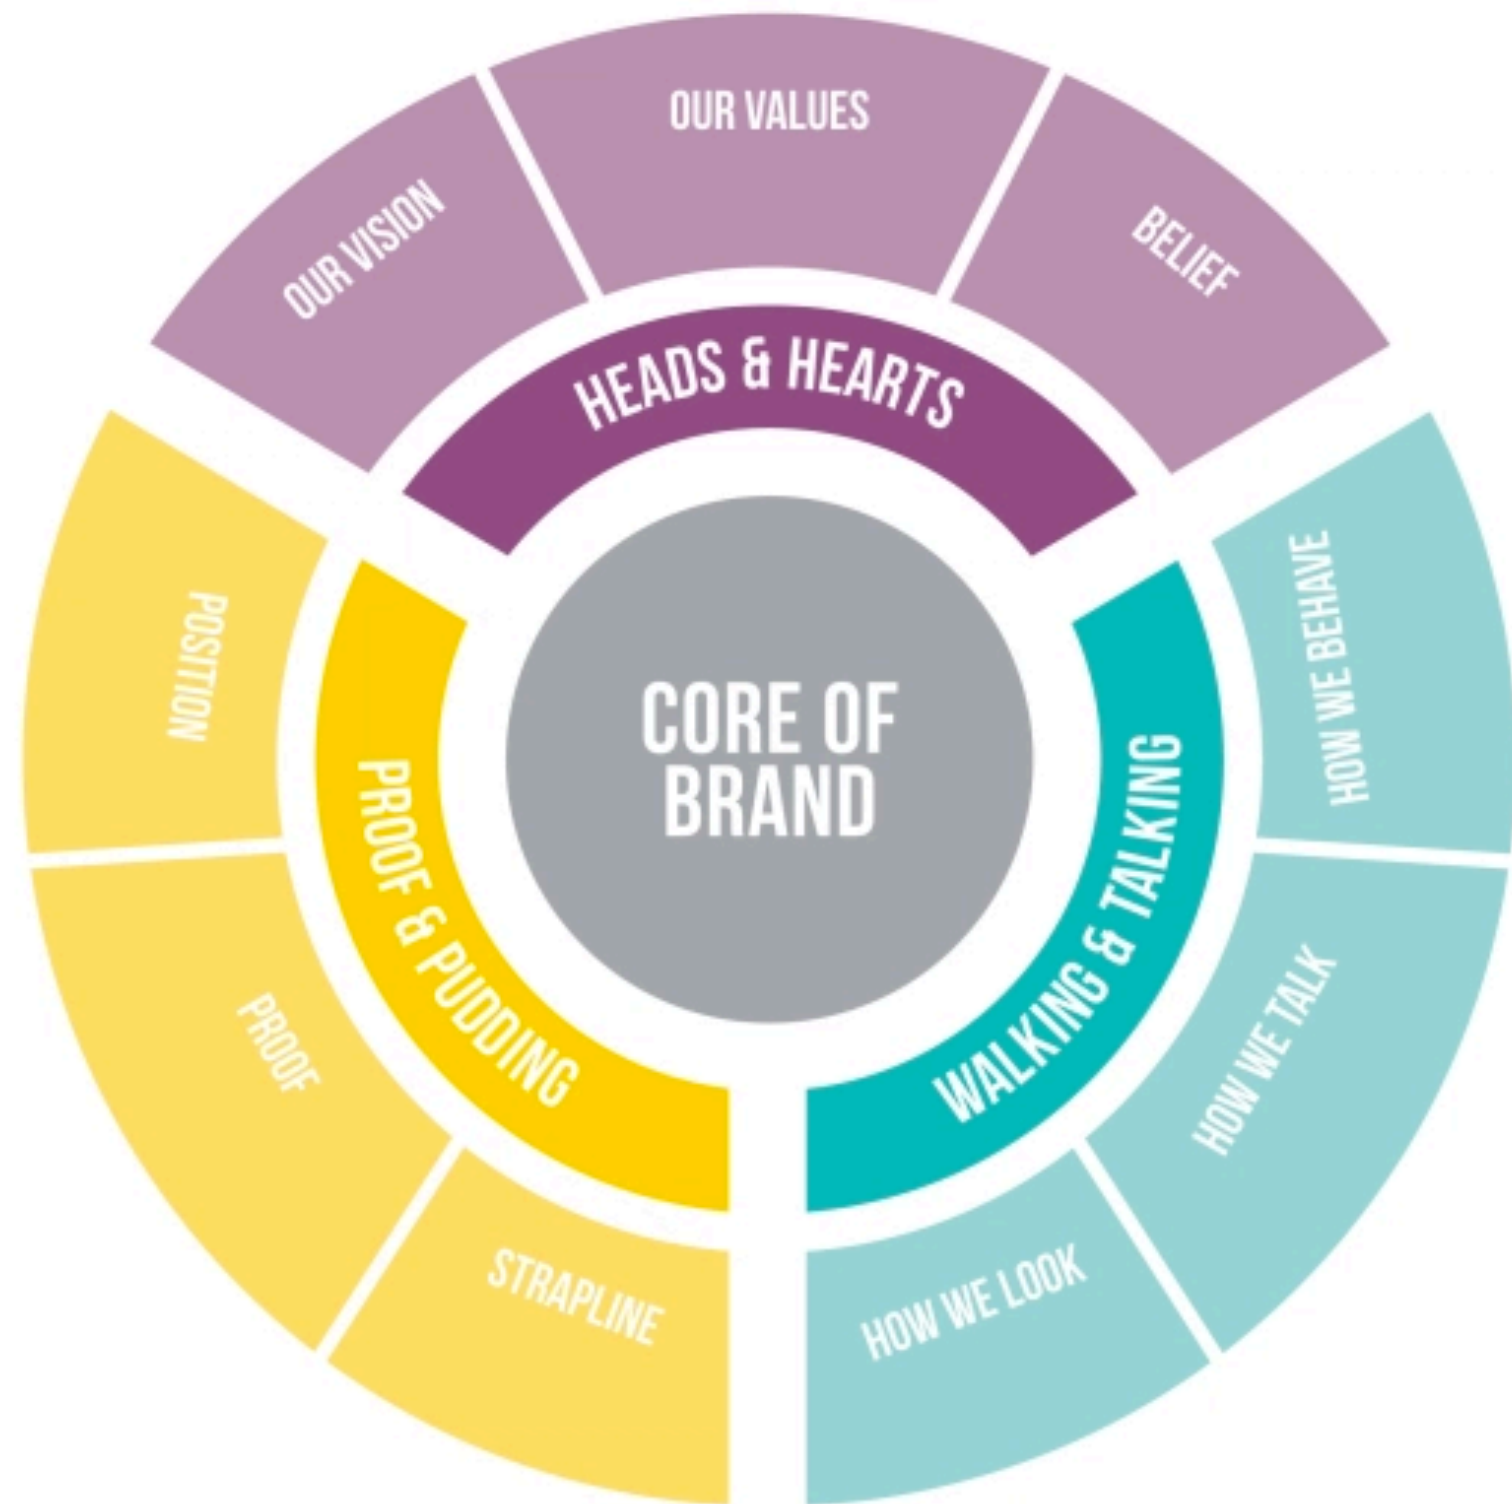 OUR VISION
OUR VALUES
BELIEF
HEADS & HEARTS
CORE OF
BRAND
WALKING & TALKING
HOW WE BEHAVE
HOW WE TALK
HOW WE LOOK
PROOF & PUDDING
POSITION
PROOF
STRAPLINE